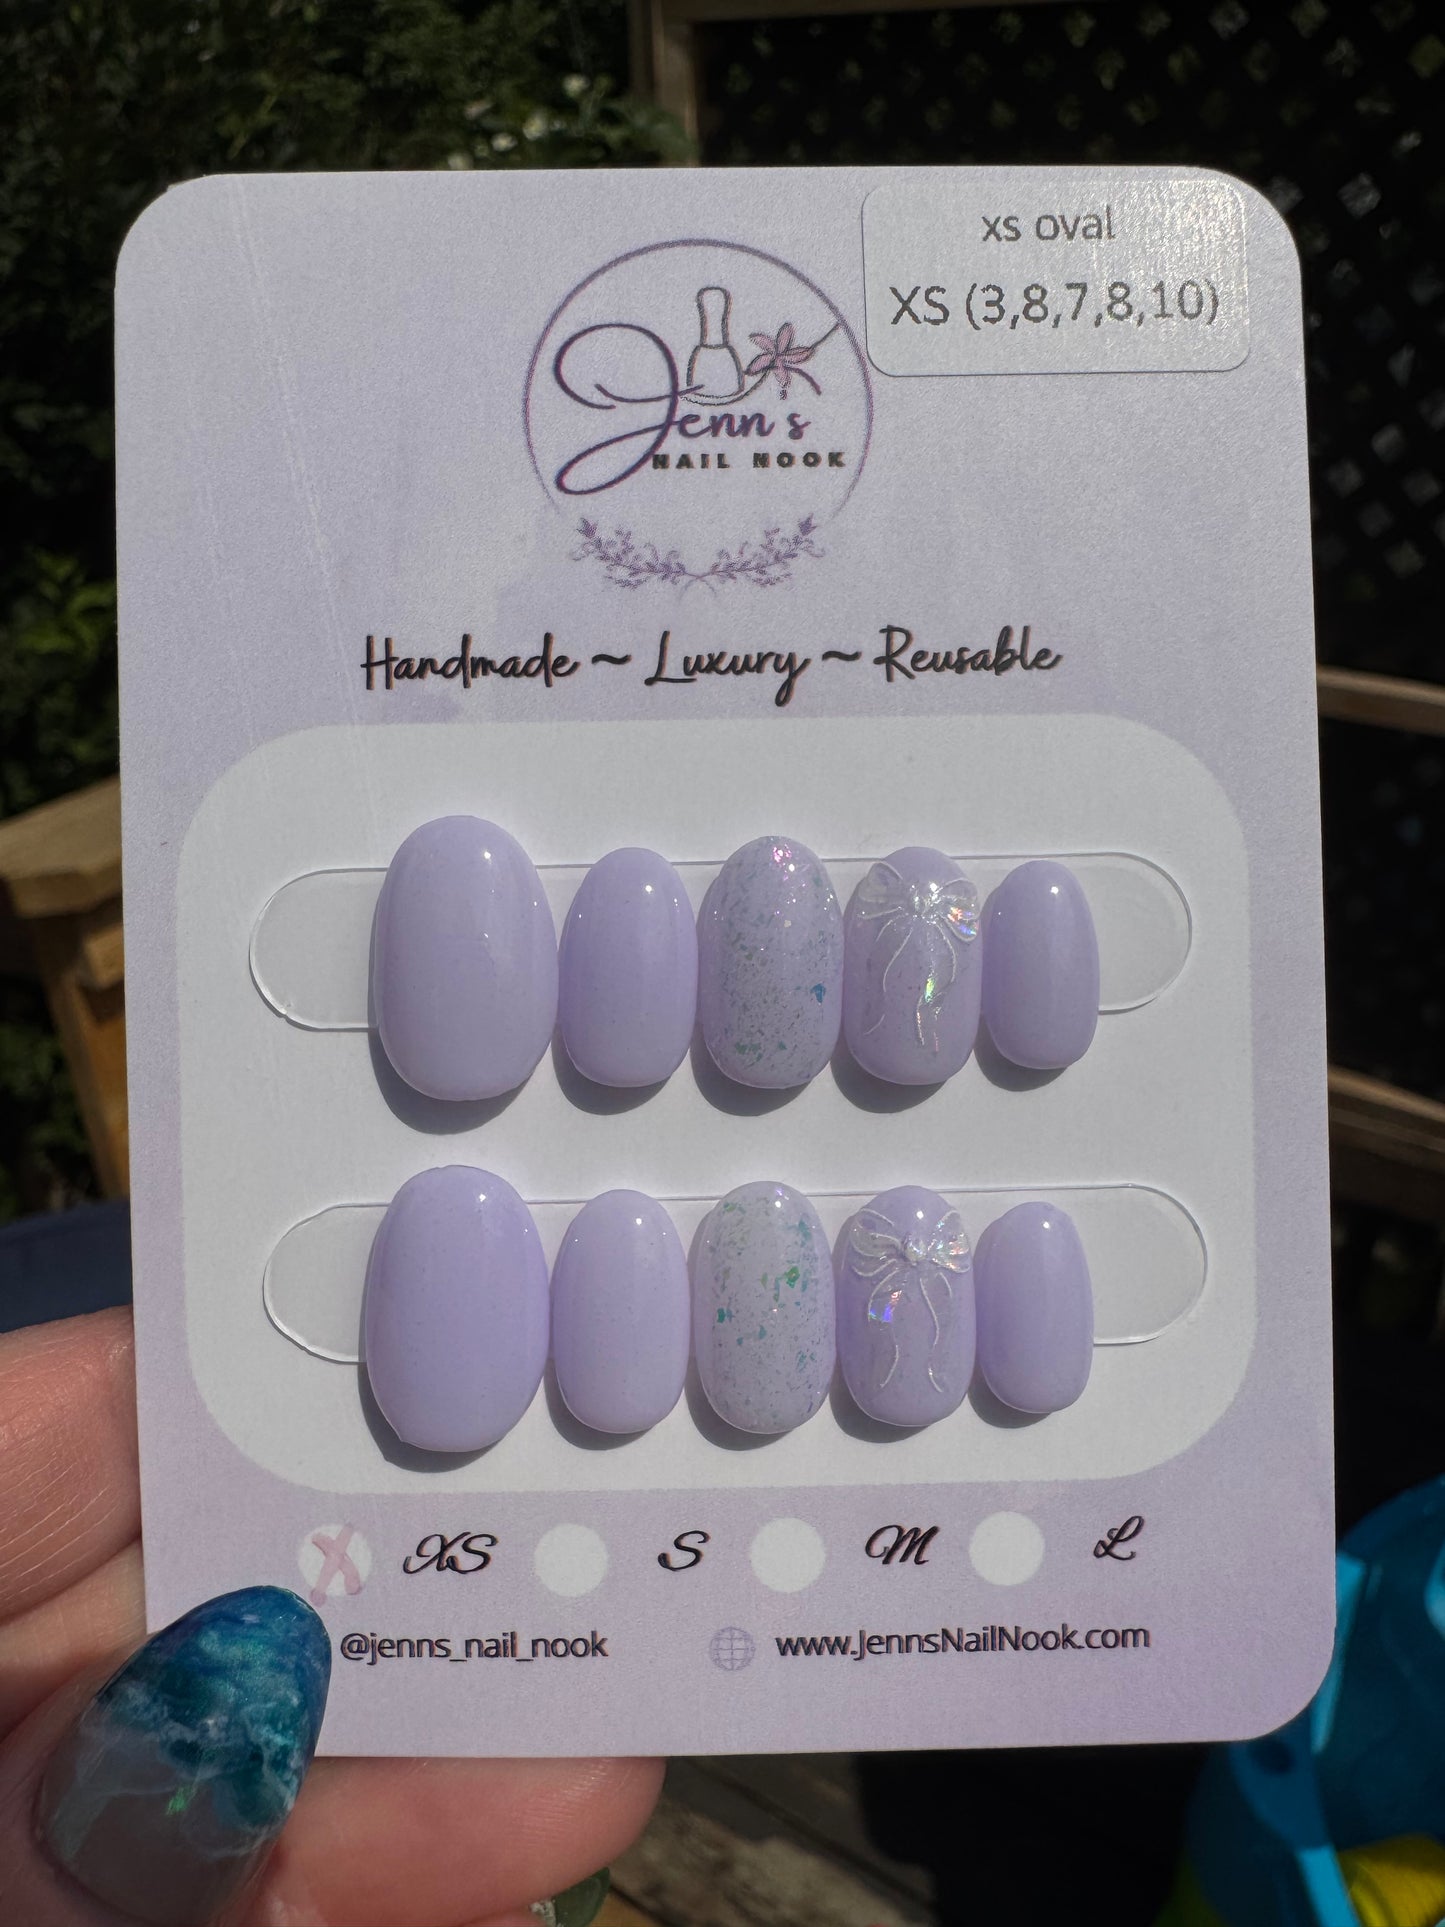 xs oval
XS (3,8,7,8,10)
Jenn's
NAIL NOOK
Handmade ~ Luxury ~ Reusable
X XS S M L
@jenns_nail_nook www.JennsNailNook.com